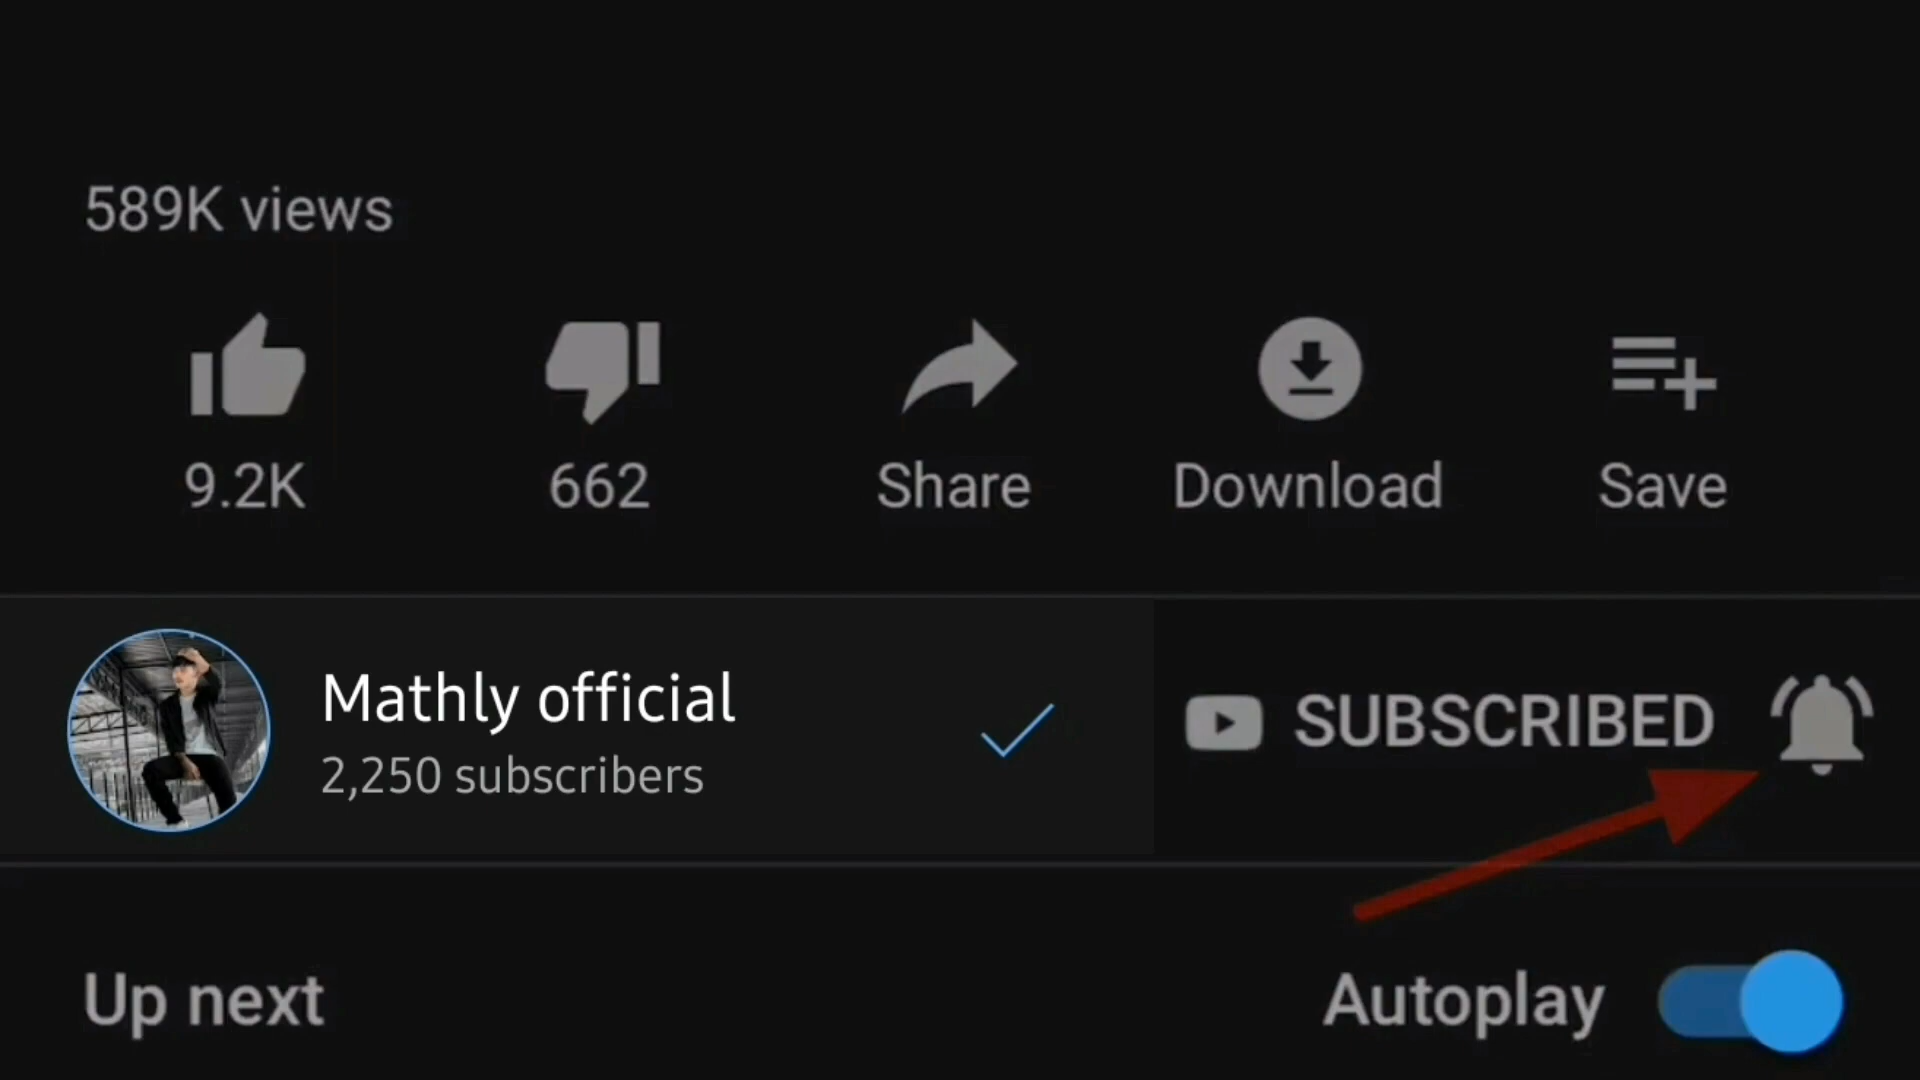 589K views
9.2K 662 Share Download Save
Mathly official
2,250 subscribers
SUBSCRIBED
Up next Autoplay